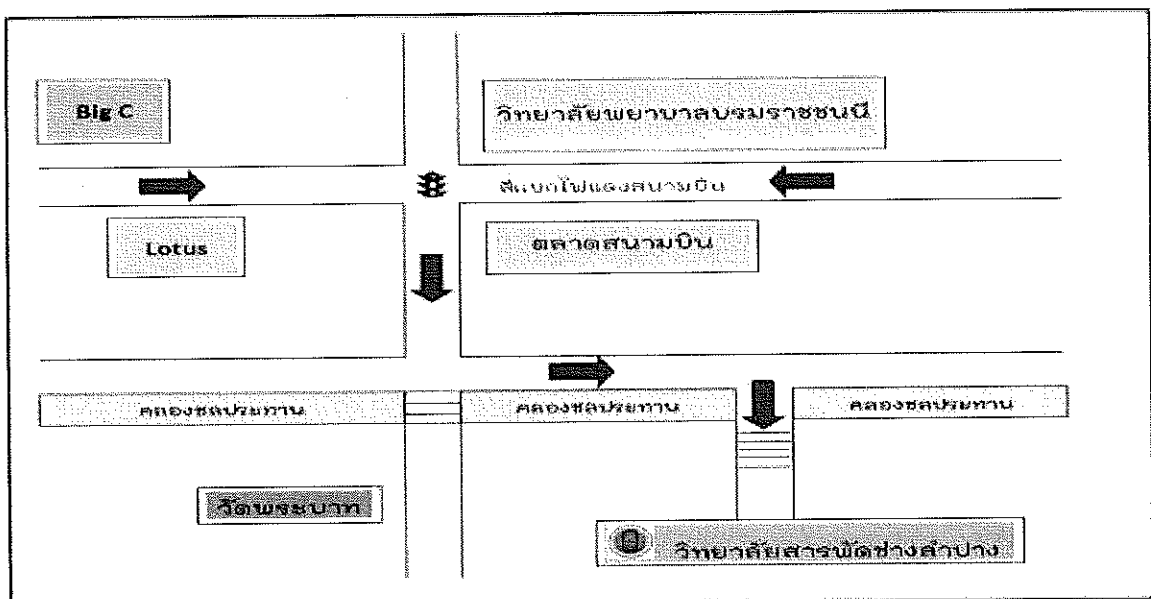 Big C
วิทยาลัยพยาบาลบรมราชชนนี
สี่แยกไฟแดงสนามบิน
Lotus
ตลาดสนามบิน
คลองชลประทาน
คลองชลประทาน
คลองชลประทาน
วัดพระบาท
วิทยาลัยสารพัดช่างลำปาง